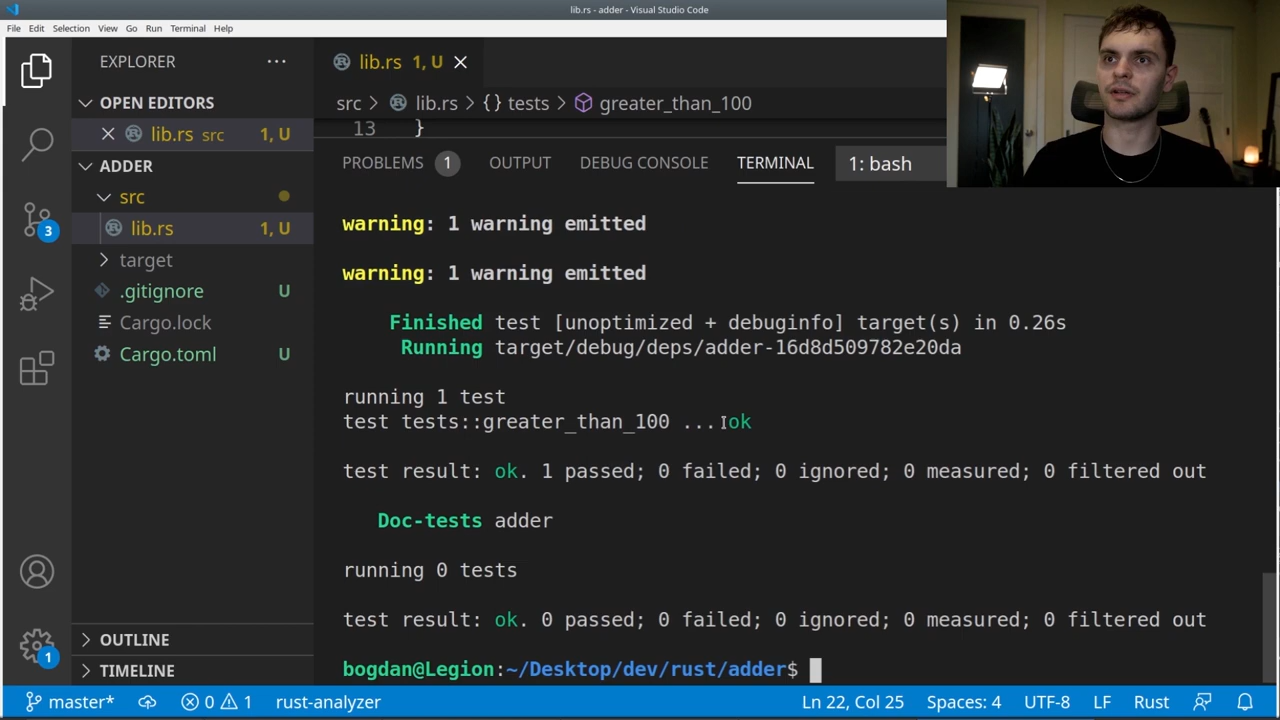 lib.rs - adder - Visual Studio Code
File Edit Selection View Go Run Terminal Help
EXPLORER
OPEN EDITORS
lib.rs src 1, U
ADDER
src
lib.rs 1, U
target
.gitignore U
Cargo.lock
Cargo.toml U
OUTLINE
TIMELINE
3
1
lib.rs 1, U
src > lib.rs > {} tests > greater_than_100
13 }
PROBLEMS 1 OUTPUT DEBUG CONSOLE TERMINAL 1: bash
warning: 1 warning emitted
warning: 1 warning emitted
Finished test [unoptimized + debuginfo] target(s) in 0.26s
Running target/debug/deps/adder-16d8d509782e20da
running 1 test
test tests::greater_than_100 ... ok
test result: ok. 1 passed; 0 failed; 0 ignored; 0 measured; 0 filtered out
Doc-tests adder
running 0 tests
test result: ok. 0 passed; 0 failed; 0 ignored; 0 measured; 0 filtered out
bogdan@Legion:~/Desktop/dev/rust/adder$
master* 0 1 rust-analyzer Ln 22, Col 25 Spaces: 4 UTF-8 LF Rust